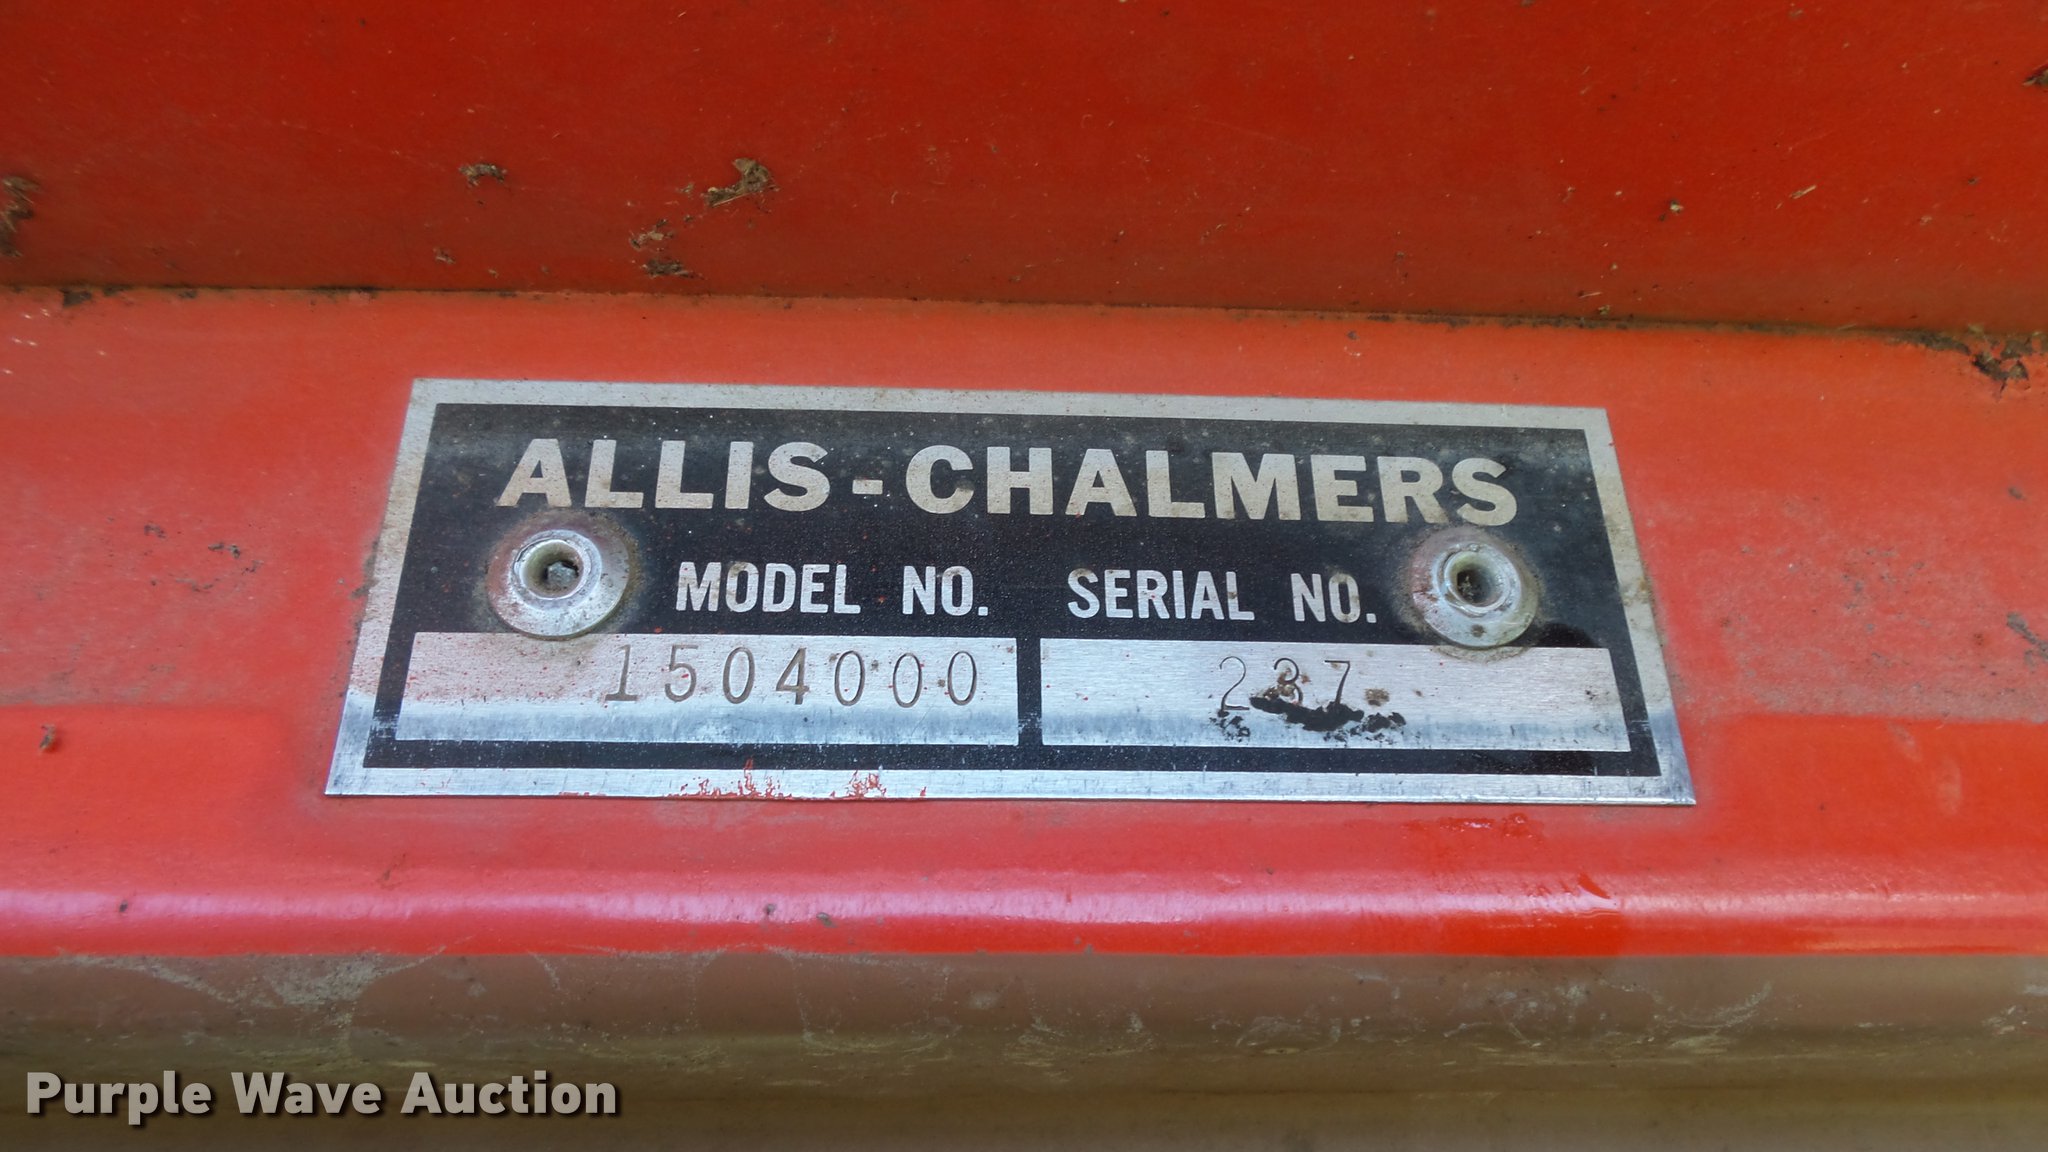 ALLIS-CHALMERS
MODEL NO. SERIAL NO.
1504000 237
Purple Wave Auction